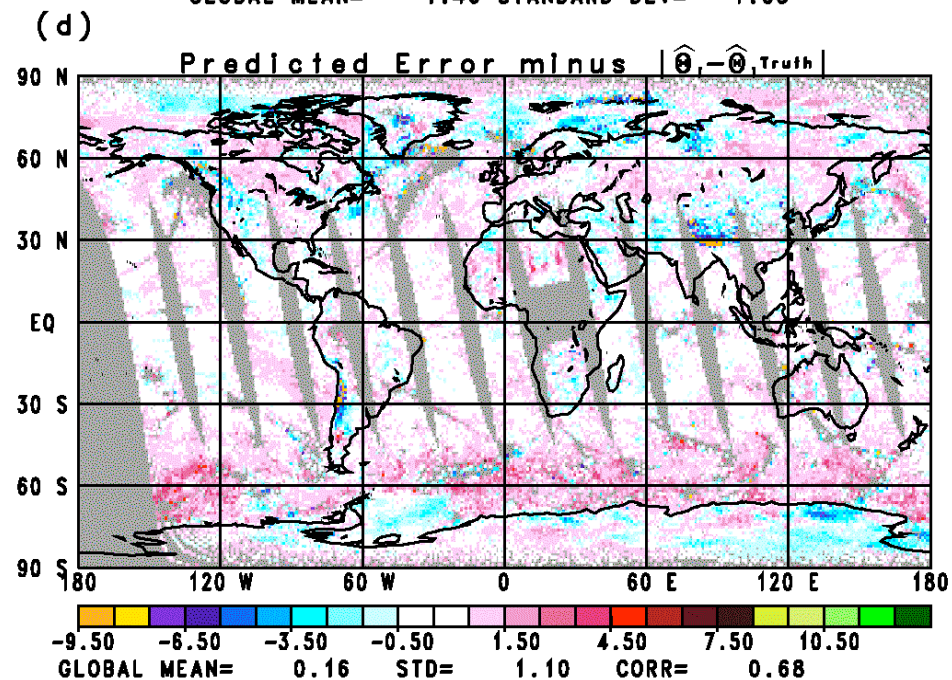 (d)
Predicted Error minus |Θ̂,−Θ̂,Truth|
90 N
60 N
30 N
EQ
30 S
60 S
90 S
180 120 W 60 W 0 60 E 120 E 180
-9.50 -6.50 -3.50 -0.50 1.50 4.50 7.50 10.50
GLOBAL MEAN= 0.16 STD= 1.10 CORR= 0.68